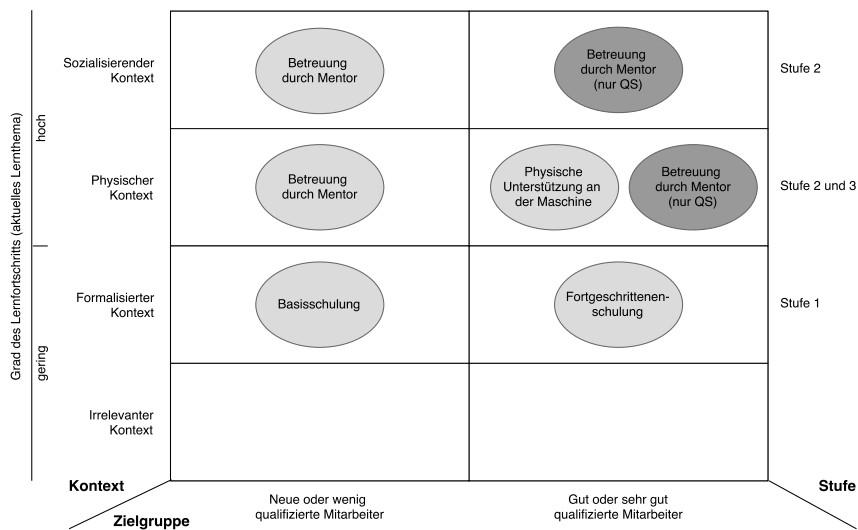 Grad des Lernfortschritts (aktuelles Lernthema)
hoch
gering
Sozialisierender
Kontext
Betreuung
durch Mentor
Betreuung
durch Mentor
(nur QS)
Stufe 2
Physischer
Kontext
Betreuung
durch Mentor
Physische
Unterstützung an
der Maschine
Betreuung
durch Mentor
(nur QS)
Stufe 2 und 3
Formalisierter
Kontext
Basisschulung
Fortgeschrittenen-
schulung
Stufe 1
Irrelevanter
Kontext
Kontext
Zielgruppe
Neue oder wenig
qualifizierte Mitarbeiter
Gut oder sehr gut
qualifizierte Mitarbeiter
Stufe